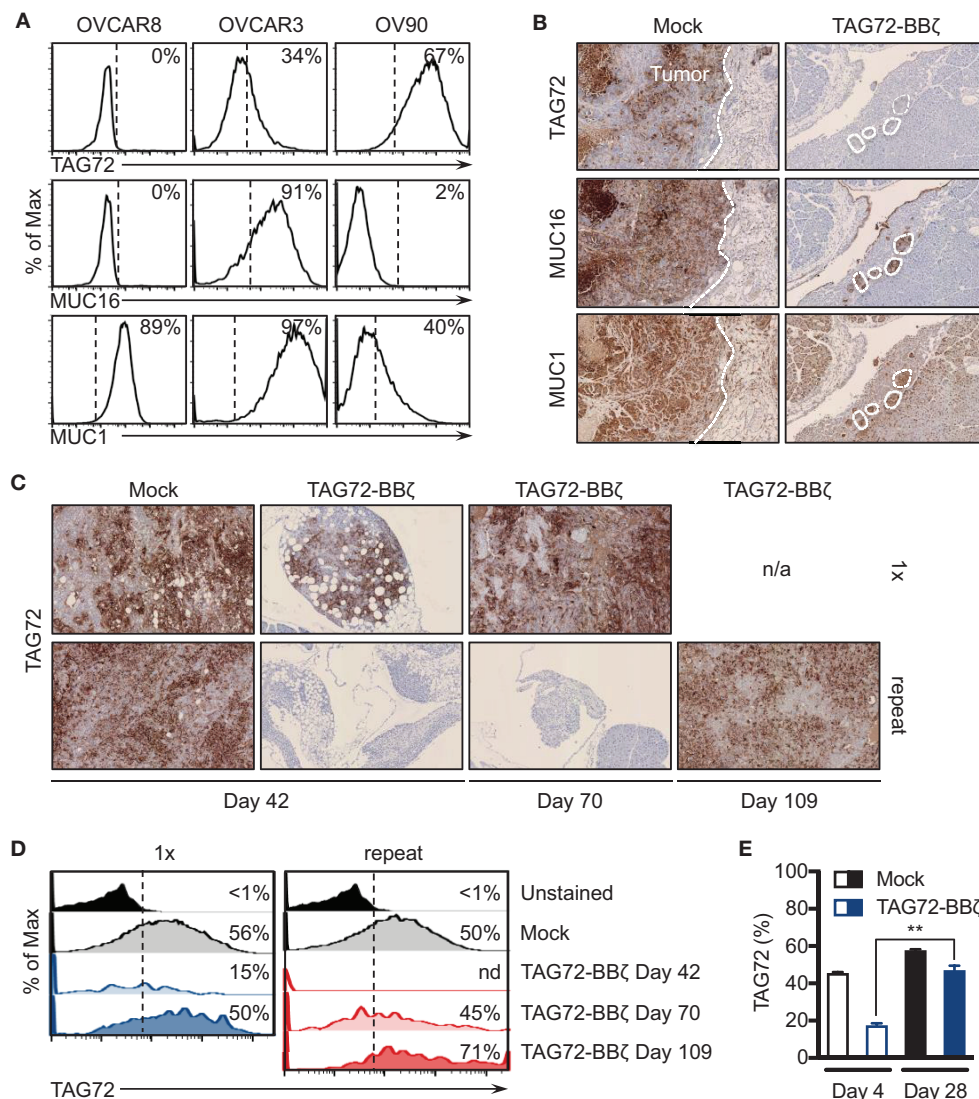 A
OVCAR8 OVCAR3 OV90
0% 34% 67%
TAG72
0% 91% 2%
MUC16
89% 97% 40%
MUC1
% of Max
B
Mock TAG72-BBζ
TAG72
Tumor
MUC16
MUC1
C
Mock TAG72-BBζ TAG72-BBζ TAG72-BBζ
TAG72
n/a
1x
repeat
Day 42 Day 70 Day 109
D
1x repeat
% of Max
<1% <1% Unstained
56% 50% Mock
15% nd TAG72-BBζ Day 42
50% 45% TAG72-BBζ Day 70
71% TAG72-BBζ Day 109
TAG72
E
100
80
60
40
20
0
TAG72 (%)
Mock
TAG72-BBζ
**
Day 4 Day 28